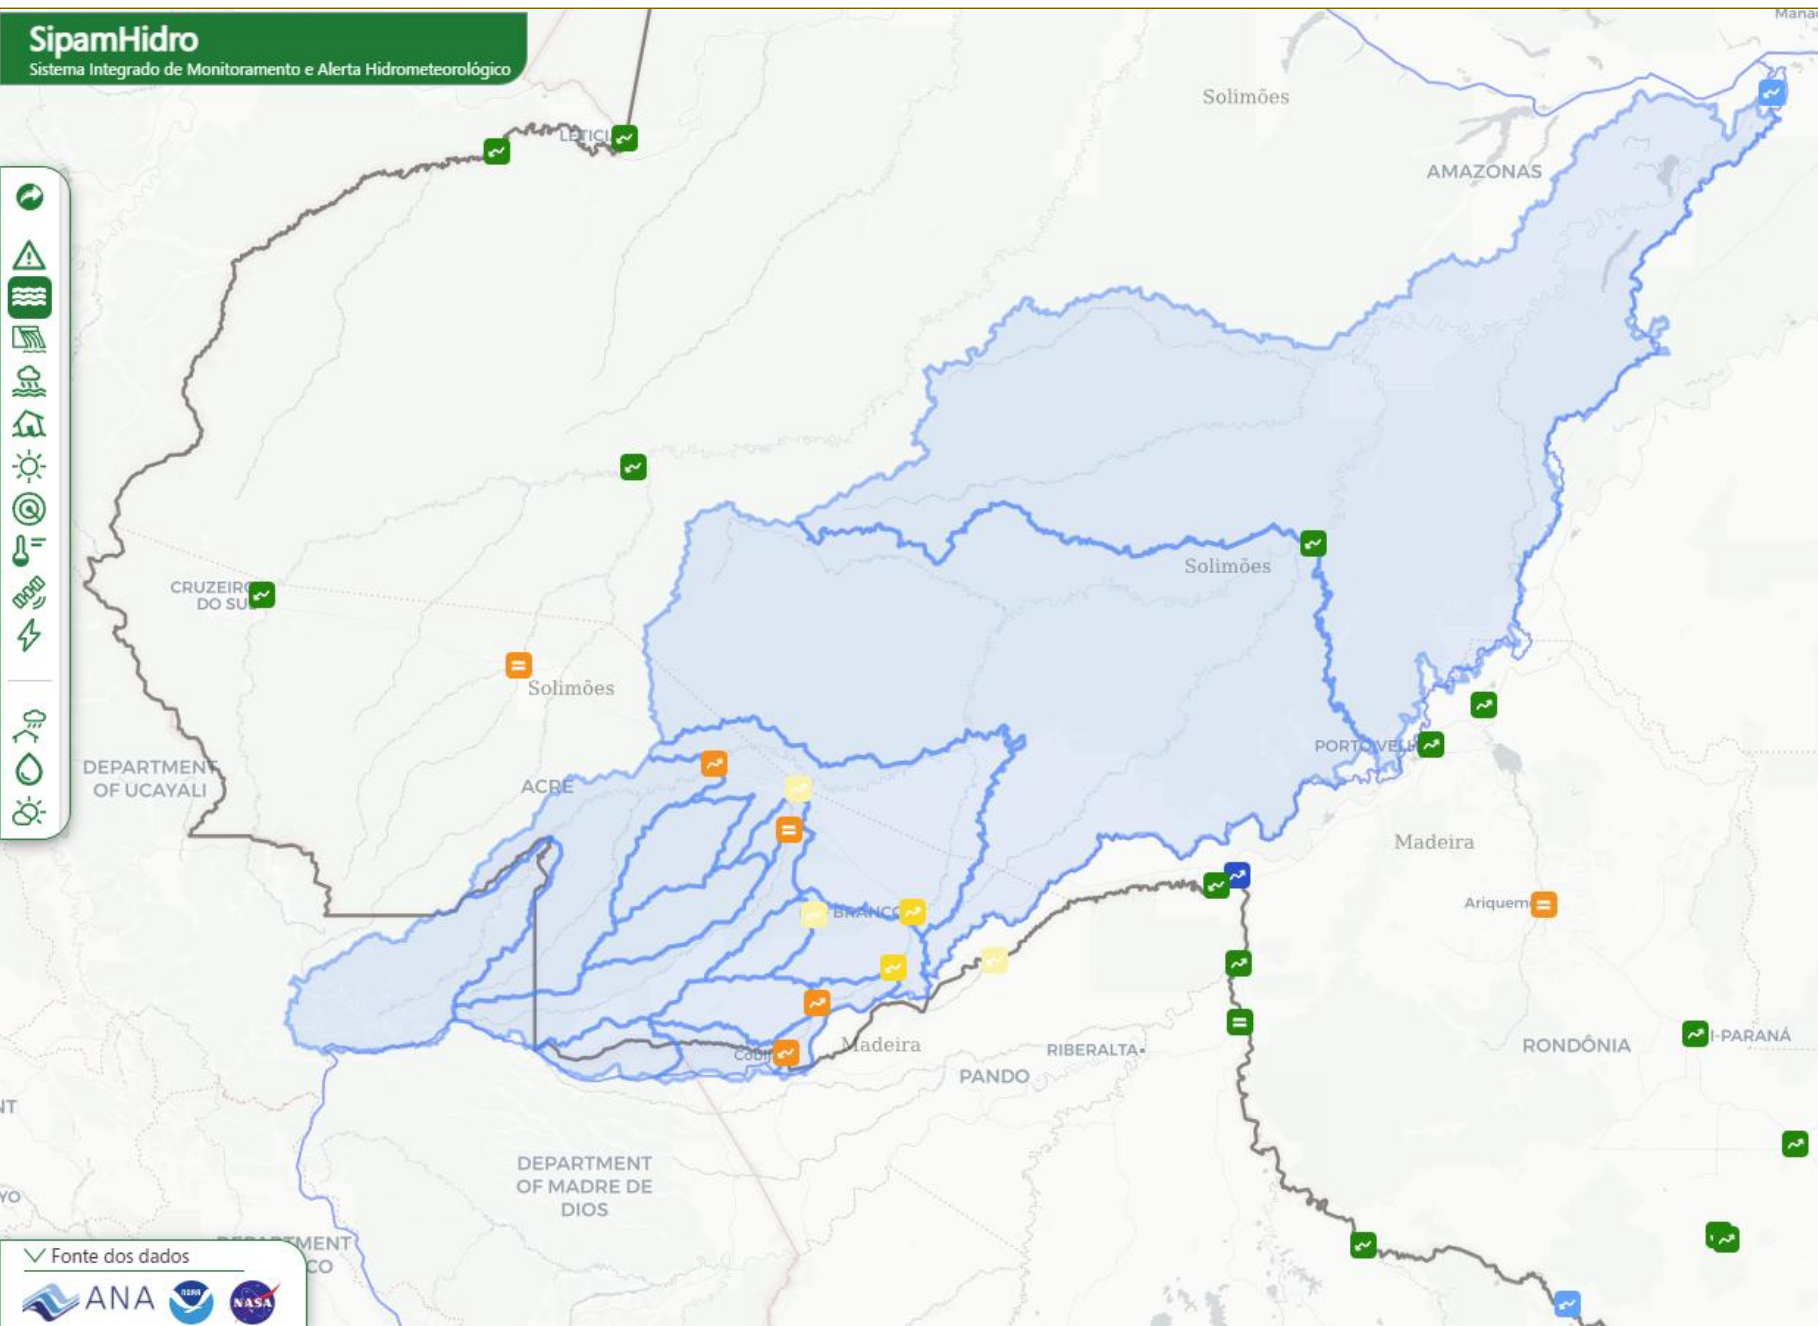 SipamHidro
Sistema Integrado de Monitoramento e Alerta Hidrometeorológico
Solimões
AMAZONAS
CRUZEIRO
DO SU
Solimões
Solimões
DEPARTMENT
OF UCAYALI
ACRE
PORTO VELH
Madeira
BRANCO
Ariquem
Cobij
Madeira
RIBERALTA
PANDO
RONDÔNIA
I-PARANÁ
DEPARTMENT
OF MADRE DE
DIOS
Fonte dos dados
ANA
NOAA
NASA